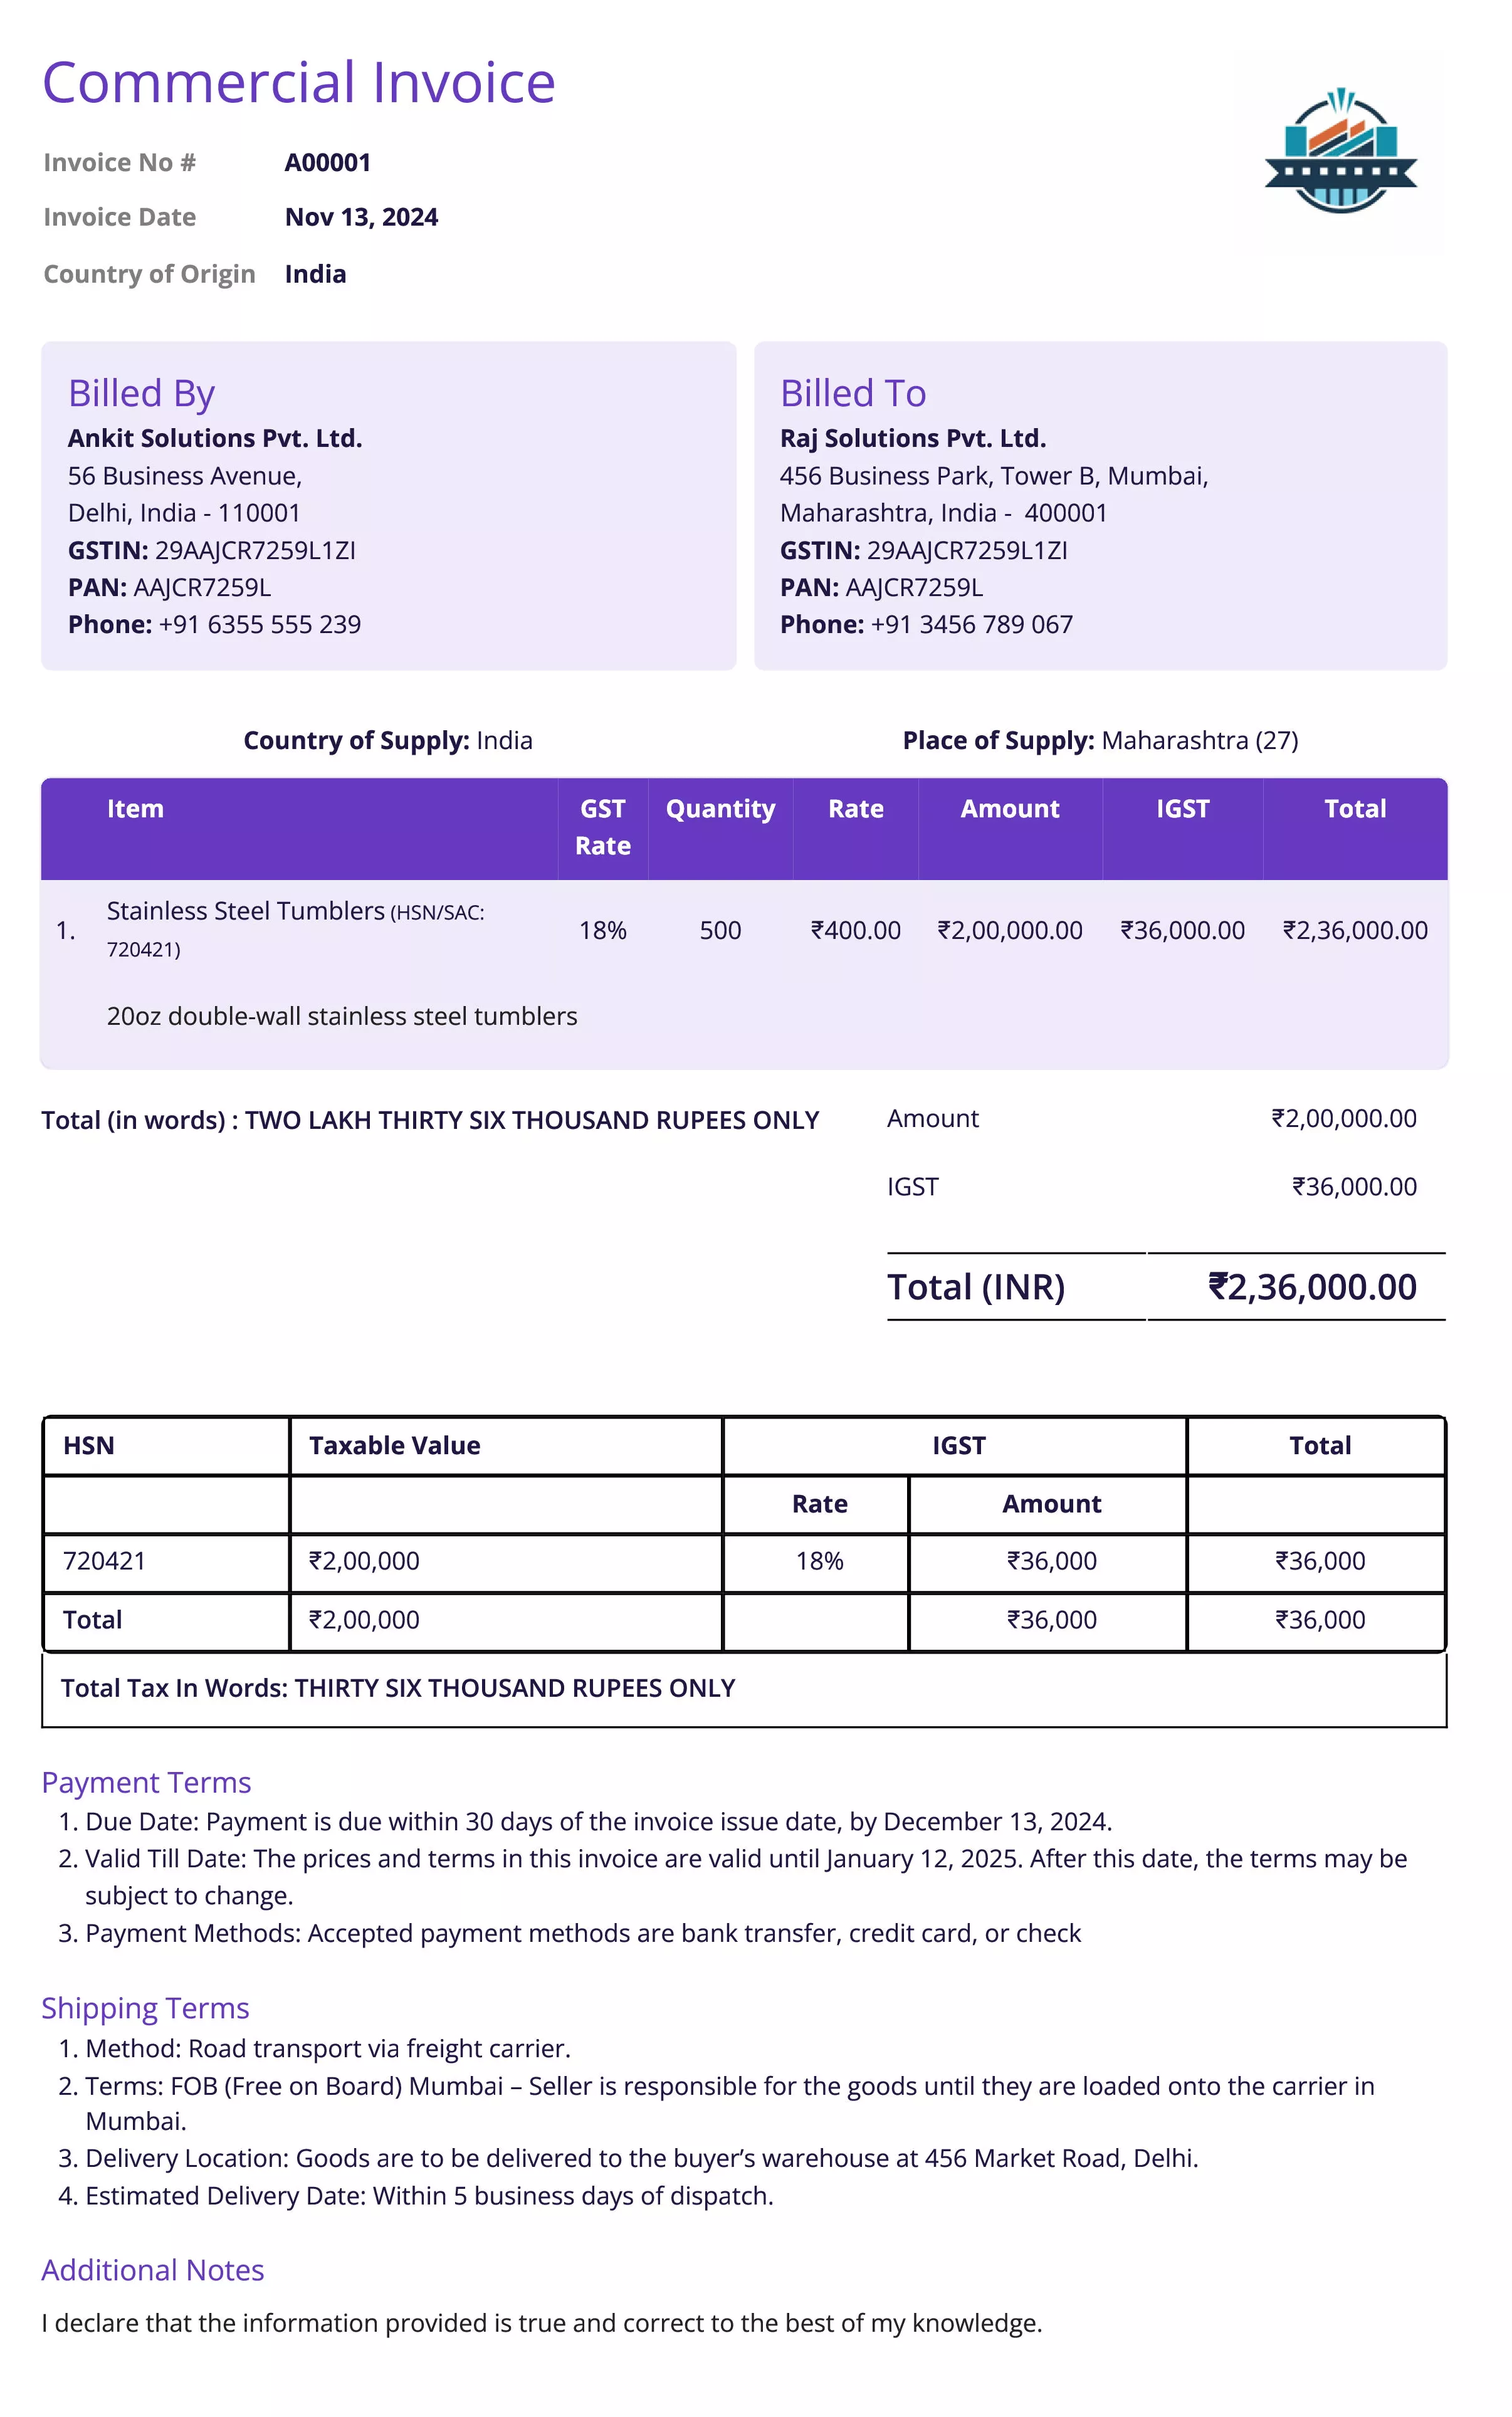 Commercial Invoice
Invoice No # A00001
Invoice Date Nov 13, 2024
Country of Origin India
Billed By
Ankit Solutions Pvt. Ltd.
56 Business Avenue,
Delhi, India - 110001
GSTIN: 29AAJCR7259L1ZI
PAN: AAJCR7259L
Phone: +91 6355 555 239
Billed To
Raj Solutions Pvt. Ltd.
456 Business Park, Tower B, Mumbai,
Maharashtra, India - 400001
GSTIN: 29AAJCR7259L1ZI
PAN: AAJCR7259L
Phone: +91 3456 789 067
Country of Supply: India Place of Supply: Maharashtra (27)
Item GST Rate Quantity Rate Amount IGST Total
1. Stainless Steel Tumblers (HSN/SAC: 720421) 18% 500 ₹400.00 ₹2,00,000.00 ₹36,000.00 ₹2,36,000.00
20oz double-wall stainless steel tumblers
Total (in words) : TWO LAKH THIRTY SIX THOUSAND RUPEES ONLY
Amount ₹2,00,000.00
IGST ₹36,000.00
Total (INR) ₹2,36,000.00
HSN Taxable Value IGST Total
Rate Amount
720421 ₹2,00,000 18% ₹36,000 ₹36,000
Total ₹2,00,000 ₹36,000 ₹36,000
Total Tax In Words: THIRTY SIX THOUSAND RUPEES ONLY
Payment Terms
1. Due Date: Payment is due within 30 days of the invoice issue date, by December 13, 2024.
2. Valid Till Date: The prices and terms in this invoice are valid until January 12, 2025. After this date, the terms may be
subject to change.
3. Payment Methods: Accepted payment methods are bank transfer, credit card, or check
Shipping Terms
1. Method: Road transport via freight carrier.
2. Terms: FOB (Free on Board) Mumbai – Seller is responsible for the goods until they are loaded onto the carrier in
Mumbai.
3. Delivery Location: Goods are to be delivered to the buyer’s warehouse at 456 Market Road, Delhi.
4. Estimated Delivery Date: Within 5 business days of dispatch.
Additional Notes
I declare that the information provided is true and correct to the best of my knowledge.